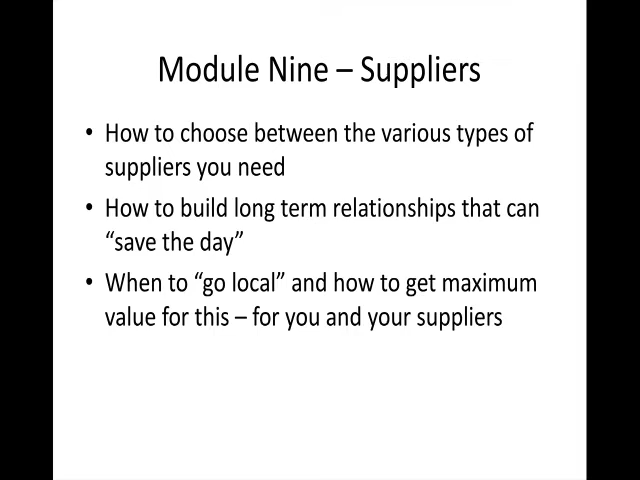 Module Nine – Suppliers
• How to choose between the various types of
suppliers you need
• How to build long term relationships that can
“save the day”
• When to “go local” and how to get maximum
value for this – for you and your suppliers